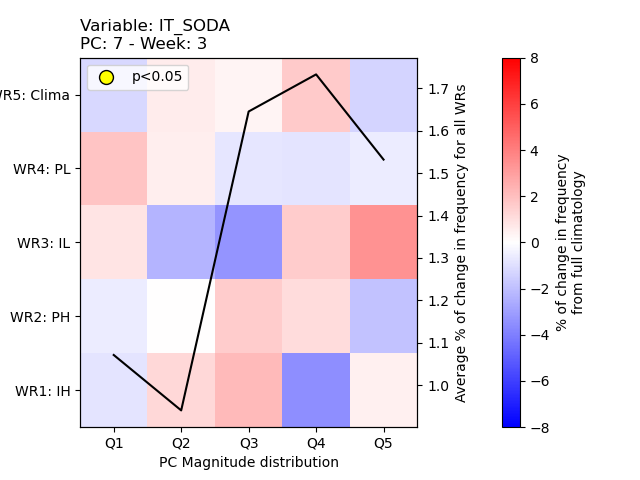 Variable: IT_SODA
PC: 7 - Week: 3
p<0.05
WR5: Clima
WR4: PL
WR3: IL
WR2: PH
WR1: IH
Q1 Q2 Q3 Q4 Q5
PC Magnitude distribution
1.7
1.6
1.5
1.4
1.3
1.2
1.1
1.0
Average % of change in frequency for all WRs
8
6
4
2
0
−2
−4
−6
−8
% of change in frequency
from full climatology